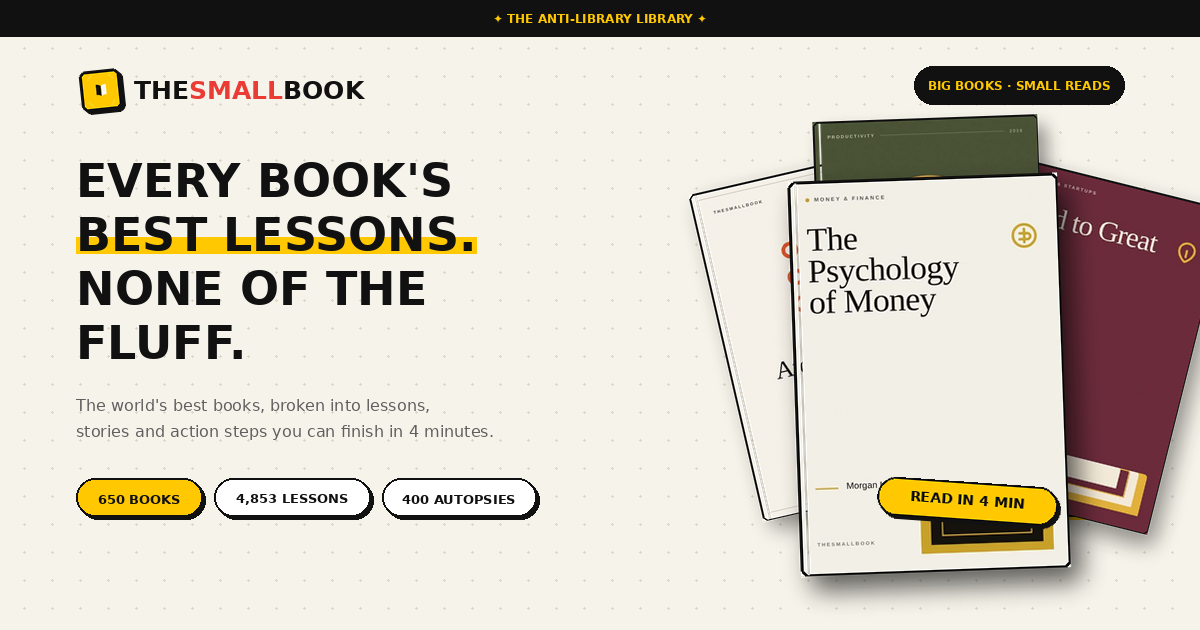 ✦ THE ANTI-LIBRARY LIBRARY ✦
THESMALLBOOK
BIG BOOKS · SMALL READS
EVERY BOOK'S
BEST LESSONS.
NONE OF THE
FLUFF.
The world's best books, broken into lessons,
stories and action steps you can finish in 4 minutes.
650 BOOKS
4,853 LESSONS
400 AUTOPSIES
THESMALLBOOK
PRODUCTIVITY
MONEY & FINANCE
The
Psychology
of Money
Morgan
READ IN 4 MIN
THESMALLBOOK
STARTUPS
to Great